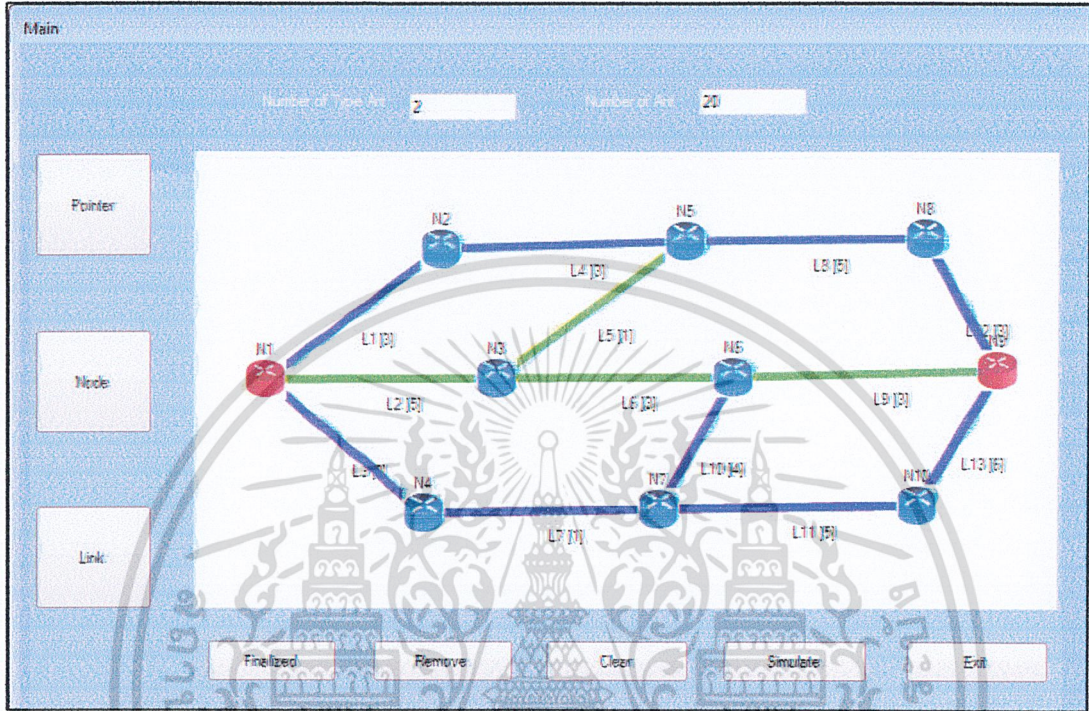 Main
Number of Type Ant 2 Number of Ant 20
Pointer
Node
Link
N2 N5 N8
L4 [3] L8 [5]
L1 [3] L5 [1]
N1 N3 N6 N9
L2 [5] L6 [3] L9 [3]
N4 N7 L10 [4] N10 L13 [6]
L7 [1] L11 [5]
Finalized Remove Clear Simulate Exit